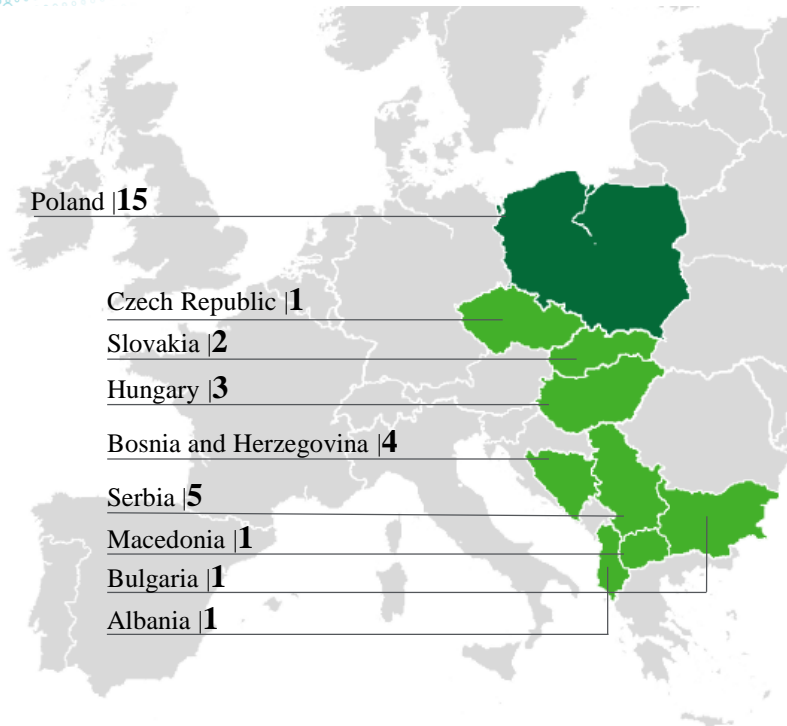 Poland |15
Czech Republic |1
Slovakia |2
Hungary |3
Bosnia and Herzegovina |4
Serbia |5
Macedonia |1
Bulgaria |1
Albania |1